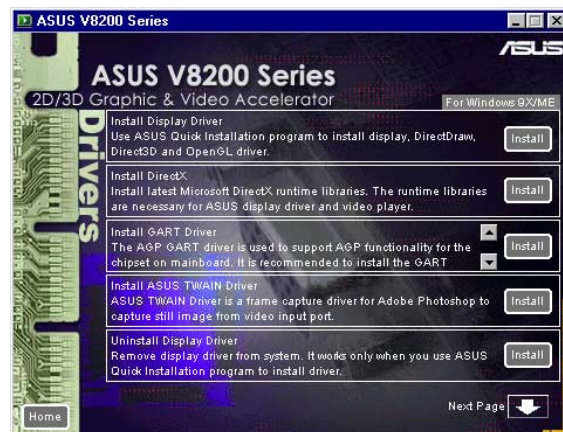 ASUS V8200 Series
ASUS
ASUS V8200 Series
2D/3D Graphic & Video Accelerator
For Windows 9X/ME
Drivers
Install Display Driver
Use ASUS Quick Installation program to install display, DirectDraw,
Direct3D and OpenGL driver.
Install
Install DirectX
Install latest Microsoft DirectX runtime libraries. The runtime libraries
are necessary for ASUS display driver and video player.
Install
Install GART Driver
The AGP GART driver is used to support AGP functionality for the
chipset on mainboard. It is recommended to install the GART
Install
Install ASUS TWAIN Driver
ASUS TWAIN Driver is a frame capture driver for Adobe Photoshop to
capture still image from video input port.
Install
Uninstall Display Driver
Remove display driver from system. It works only when you use ASUS
Quick Installation program to install driver.
Install
Next Page
Home